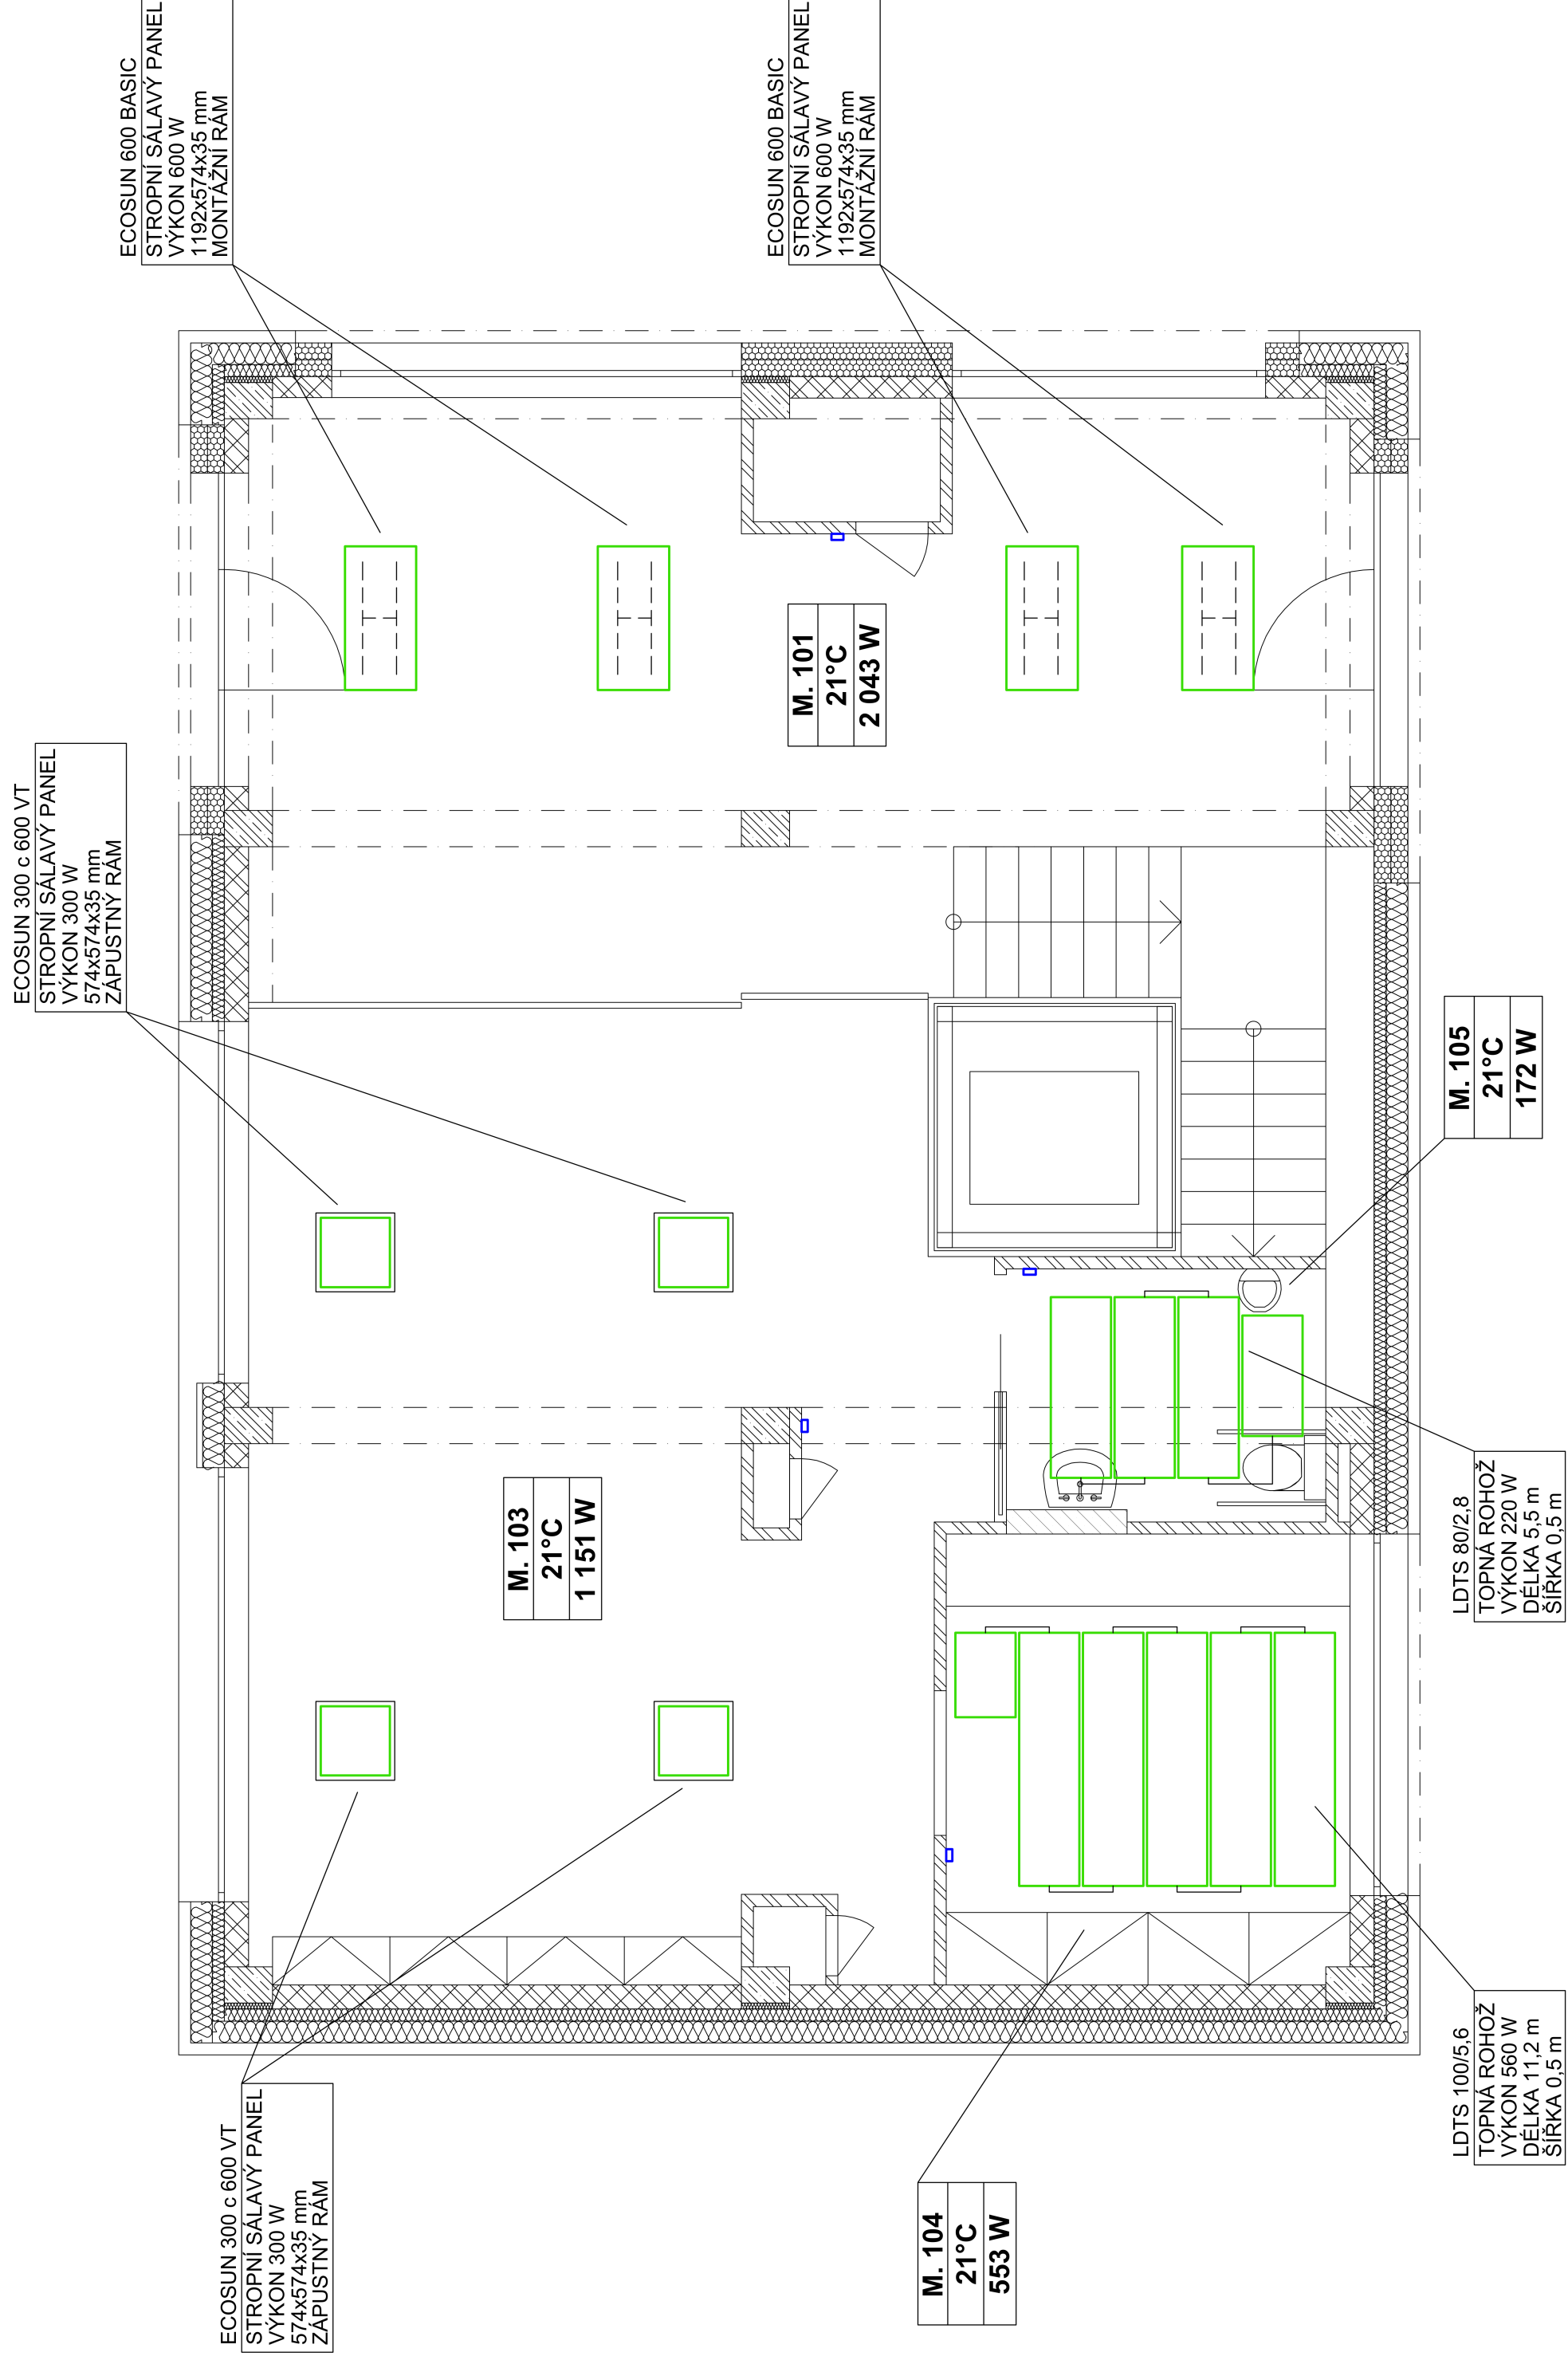 ECOSUN 600 BASIC
STROPNÍ SÁLAVÝ PANEL
VÝKON 600 W
1192x574x35 mm
MONTÁŽNÍ RÁM
ECOSUN 600 BASIC
STROPNÍ SÁLAVÝ PANEL
VÝKON 600 W
1192x574x35 mm
MONTÁŽNÍ RÁM
ECOSUN 300 c 600 VT
STROPNÍ SÁLAVÝ PANEL
VÝKON 300 W
574x574x35 mm
ZÁPUSTNÝ RÁM
M. 101
21°C
2 043 W
M. 105
21°C
172 W
M. 103
21°C
1 151 W
LDTS 80/2,8
TOPNÁ ROHOŽ
VÝKON 220 W
DÉLKA 5,5 m
ŠÍŘKA 0,5 m
ECOSUN 300 c 600 VT
STROPNÍ SÁLAVÝ PANEL
VÝKON 300 W
574x574x35 mm
ZÁPUSTNÝ RÁM
M. 104
21°C
553 W
LDTS 100/5,6
TOPNÁ ROHOŽ
VÝKON 560 W
DÉLKA 11,2 m
ŠÍŘKA 0,5 m